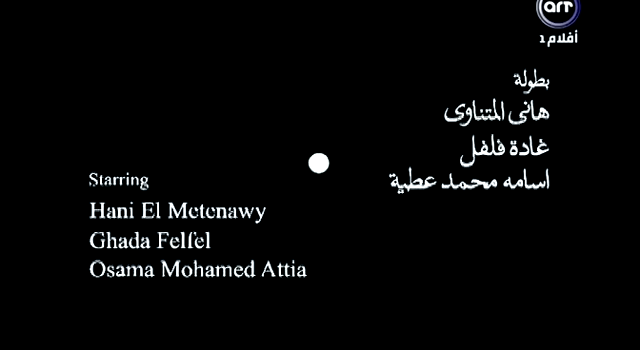 art
أفلام 1
بطولة
هانى المتناوى
غادة فلفل
اسامه محمد عطية
Starring
Hani El Metenawy
Ghada Felfel
Osama Mohamed Attia